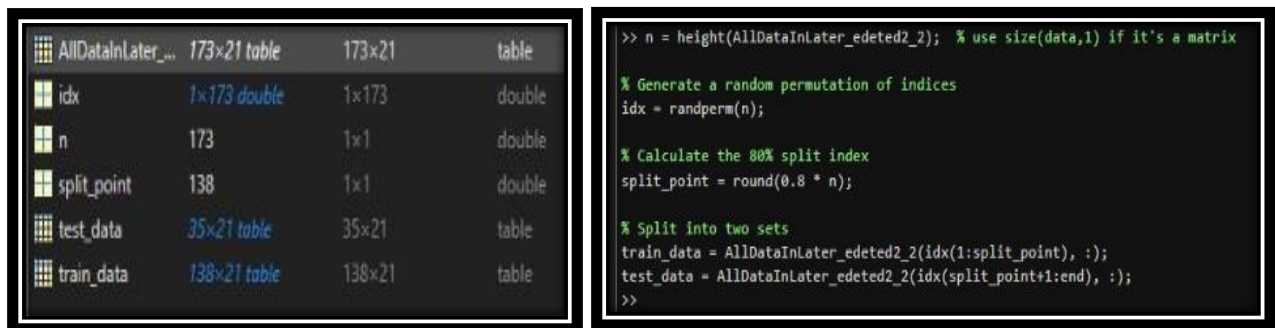 AllDataInLater_... 173×21 table 173×21 table
idx 1×173 double 1×173 double
n 173 1×1 double
split_point 138 1×1 double
test_data 35×21 table 35×21 table
train_data 138×21 table 138×21 table
>> n = height(AllDataInLater_edeted2_2); % use size(data,1) if it's a matrix
% Generate a random permutation of indices
idx = randperm(n);
% Calculate the 80% split index
split_point = round(0.8 * n);
% Split into two sets
train_data = AllDataInLater_edeted2_2(idx(1:split_point), :);
test_data = AllDataInLater_edeted2_2(idx(split_point+1:end), :);
>>